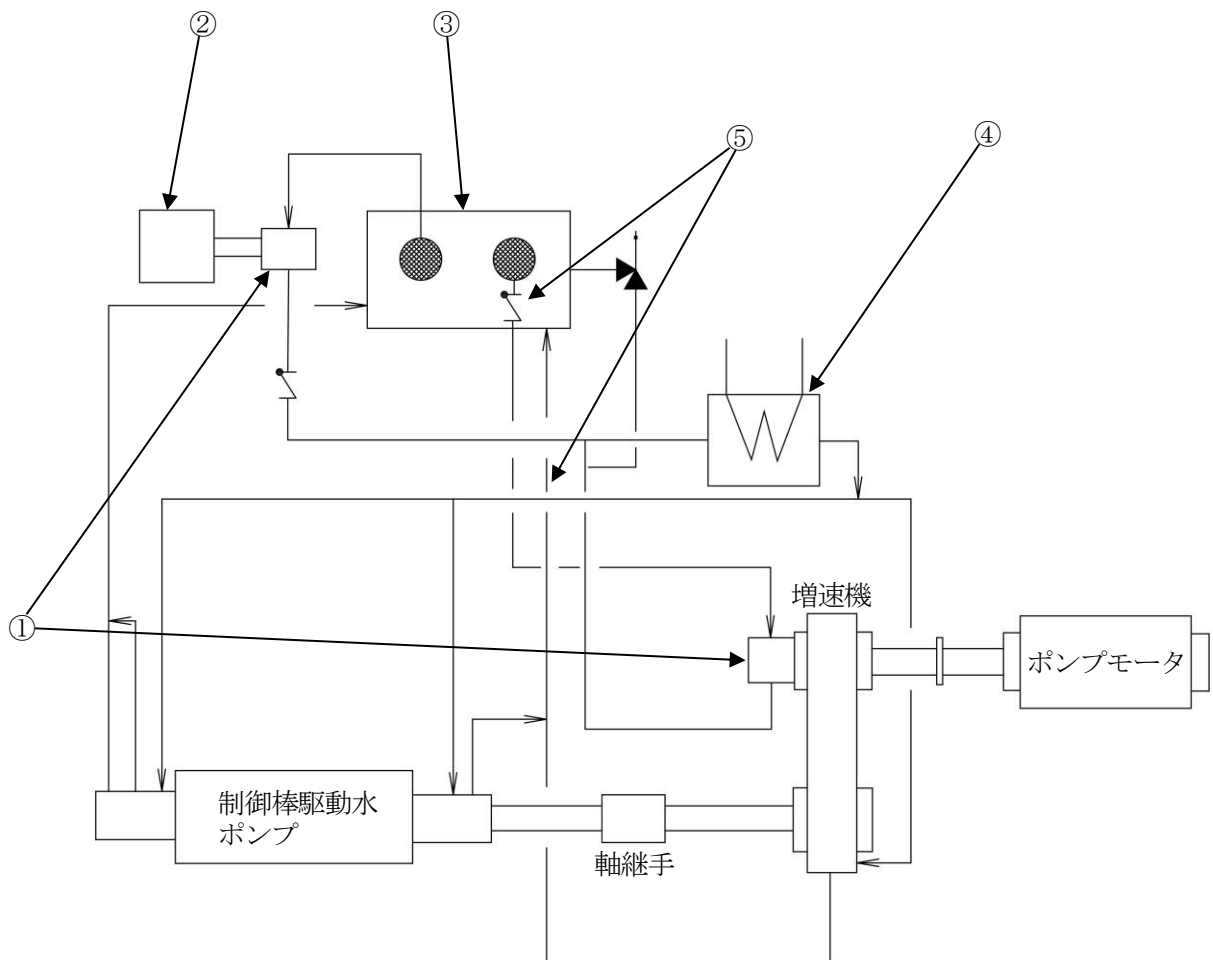 ②
③
⑤
④
①
増速機
ポンプモータ
制御棒駆動水
ポンプ
軸継手